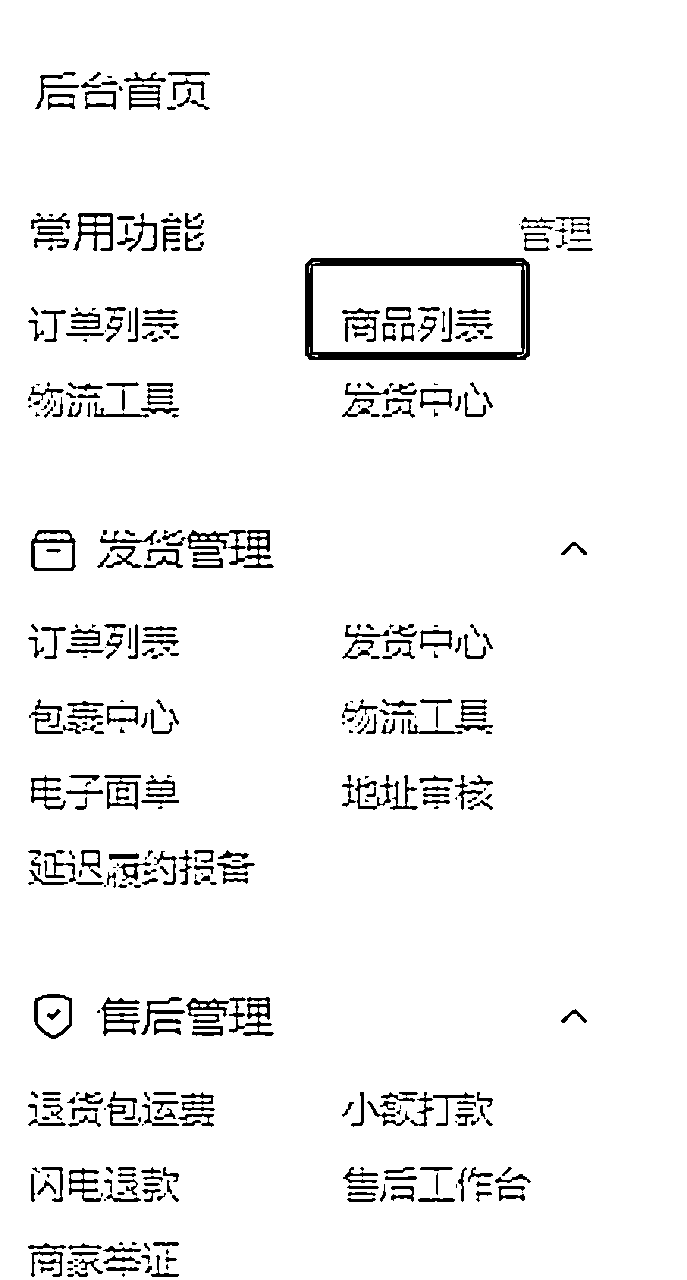 后台首页
常用功能 管理
订单列表 商品列表
物流工具 发货中心
发货管理
订单列表 发货中心
包裹中心 物流工具
电子面单 地址审核
延迟履约报备
售后管理
退货包运费 小额打款
闪电退款 售后工作台
商家举证